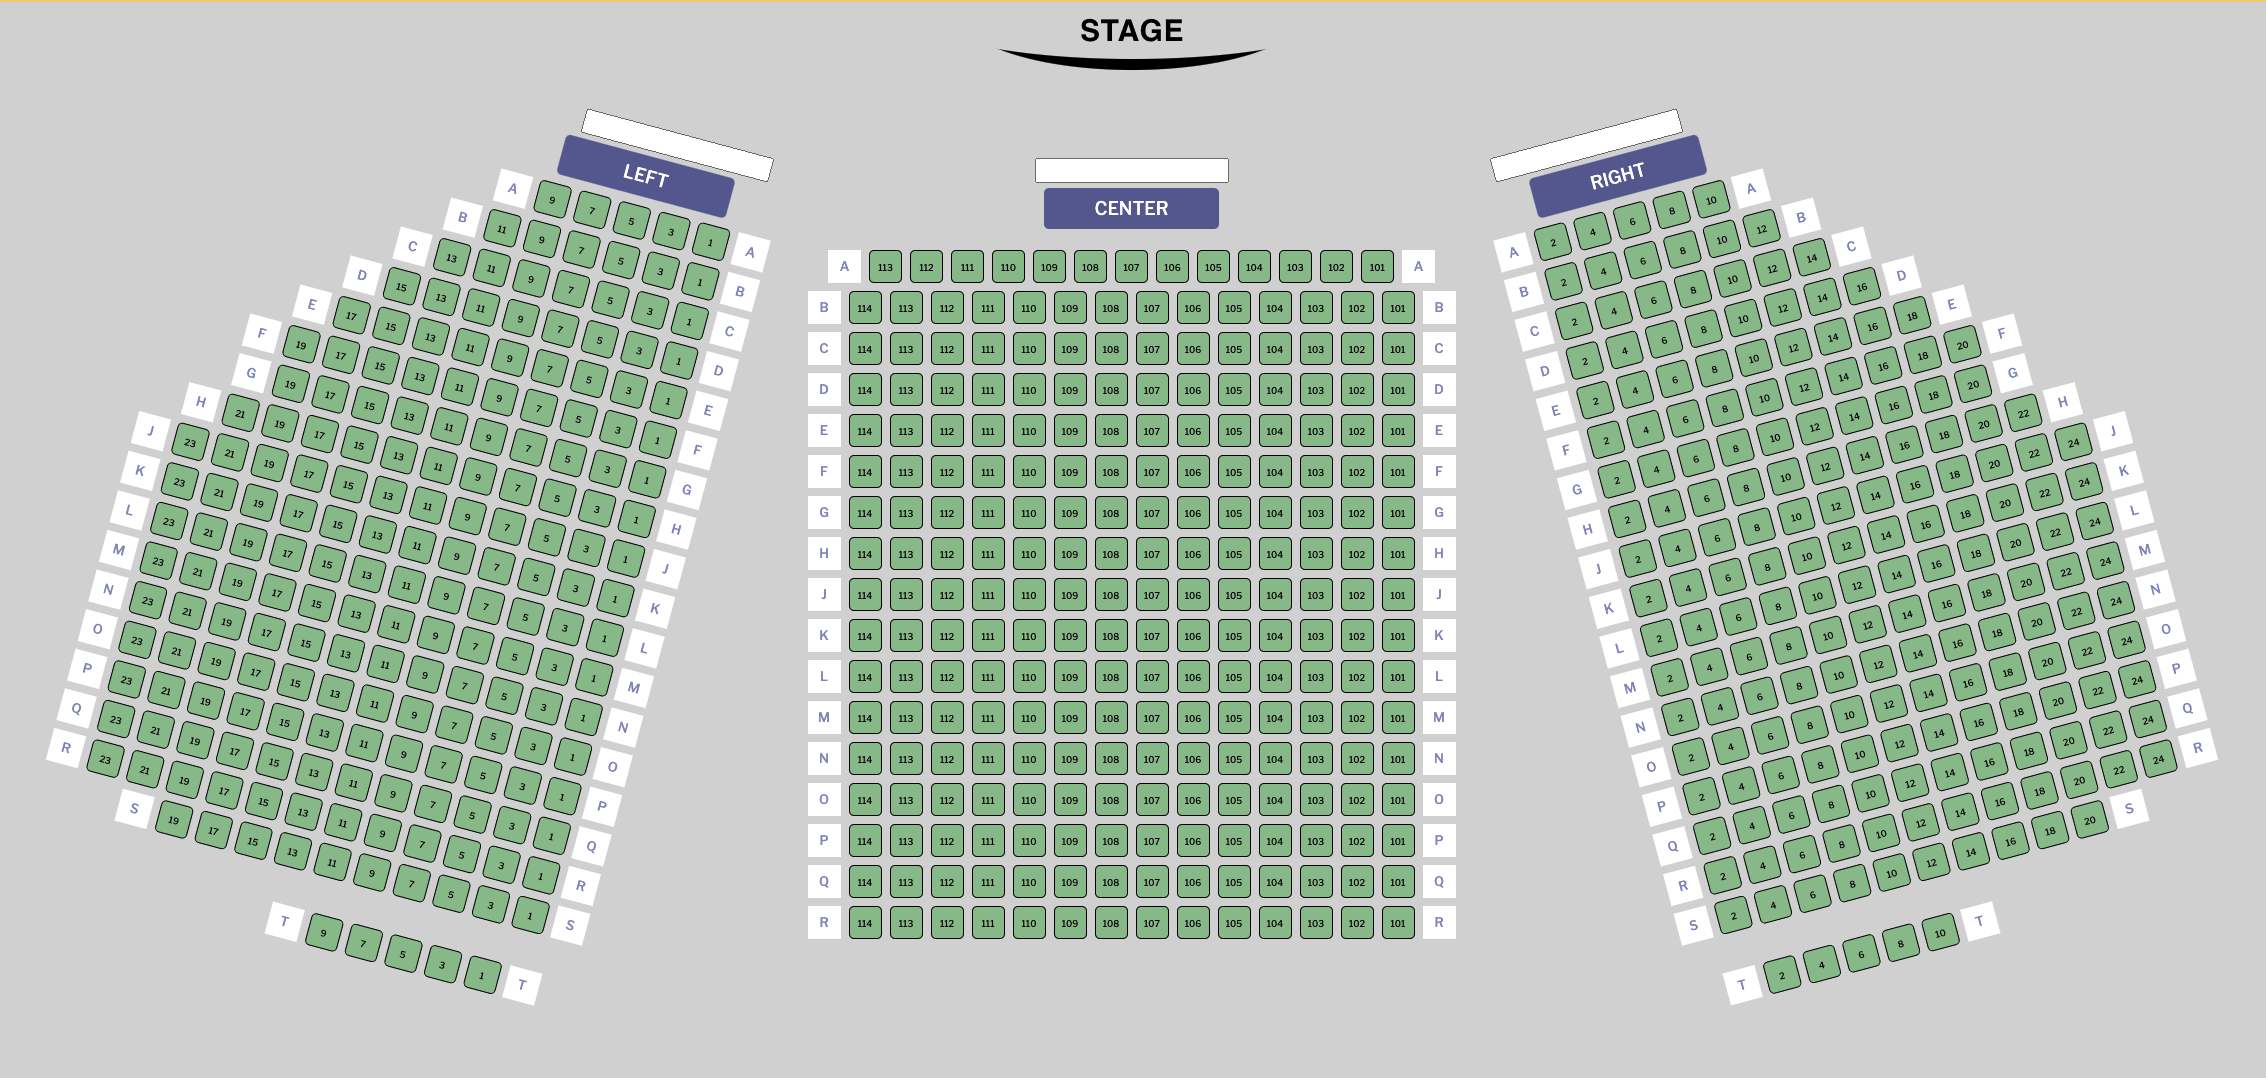 STAGE
LEFT
A 9 7 5 3 1 A
B 11 9 7 5 3 1 B
C 13 11 9 7 5 3 1 C
D 15 13 11 9 7 5 3 1 D
E 17 15 13 11 9 7 5 3 1 E
F 19 17 15 13 11 9 7 5 3 1 F
G 19 17 15 13 11 9 7 5 3 1 G
H 21 19 17 15 13 11 9 7 5 3 1 H
J 23 21 19 17 15 13 11 9 7 5 3 1 J
K 23 21 19 17 15 13 11 9 7 5 3 1 K
L 23 21 19 17 15 13 11 9 7 5 3 1 L
M 23 21 19 17 15 13 11 9 7 5 3 1 M
N 23 21 19 17 15 13 11 9 7 5 3 1 N
O 23 21 19 17 15 13 11 9 7 5 3 1 O
P 23 21 19 17 15 13 11 9 7 5 3 1 P
Q 23 21 19 17 15 13 11 9 7 5 3 1 Q
R 23 21 19 17 15 13 11 9 7 5 3 1 R
S 19 17 15 13 11 9 7 5 3 1 S
T 9 7 5 3 1 T
CENTER
A 113 112 111 110 109 108 107 106 105 104 103 102 101 A
B 114 113 112 111 110 109 108 107 106 105 104 103 102 101 B
C 114 113 112 111 110 109 108 107 106 105 104 103 102 101 C
D 114 113 112 111 110 109 108 107 106 105 104 103 102 101 D
E 114 113 112 111 110 109 108 107 106 105 104 103 102 101 E
F 114 113 112 111 110 109 108 107 106 105 104 103 102 101 F
G 114 113 112 111 110 109 108 107 106 105 104 103 102 101 G
H 114 113 112 111 110 109 108 107 106 105 104 103 102 101 H
J 114 113 112 111 110 109 108 107 106 105 104 103 102 101 J
K 114 113 112 111 110 109 108 107 106 105 104 103 102 101 K
L 114 113 112 111 110 109 108 107 106 105 104 103 102 101 L
M 114 113 112 111 110 109 108 107 106 105 104 103 102 101 M
N 114 113 112 111 110 109 108 107 106 105 104 103 102 101 N
O 114 113 112 111 110 109 108 107 106 105 104 103 102 101 O
P 114 113 112 111 110 109 108 107 106 105 104 103 102 101 P
Q 114 113 112 111 110 109 108 107 106 105 104 103 102 101 Q
R 114 113 112 111 110 109 108 107 106 105 104 103 102 101 R
RIGHT
A 2 4 6 8 10 A
B 2 4 6 8 10 12 B
C 2 4 6 8 10 12 14 C
D 2 4 6 8 10 12 14 16 D
E 2 4 6 8 10 12 14 16 18 E
F 2 4 6 8 10 12 14 16 18 20 F
G 2 4 6 8 10 12 14 16 18 20 G
H 2 4 6 8 10 12 14 16 18 20 22 H
J 2 4 6 8 10 12 14 16 18 20 22 24 J
K 2 4 6 8 10 12 14 16 18 20 22 24 K
L 2 4 6 8 10 12 14 16 18 20 22 24 L
M 2 4 6 8 10 12 14 16 18 20 22 24 M
N 2 4 6 8 10 12 14 16 18 20 22 24 N
O 2 4 6 8 10 12 14 16 18 20 22 24 O
P 2 4 6 8 10 12 14 16 18 20 22 24 P
Q 2 4 6 8 10 12 14 16 18 20 22 24 Q
R 2 4 6 8 10 12 14 16 18 20 22 24 R
S 2 4 6 8 10 12 14 16 18 20 S
T 2 4 6 8 10 T